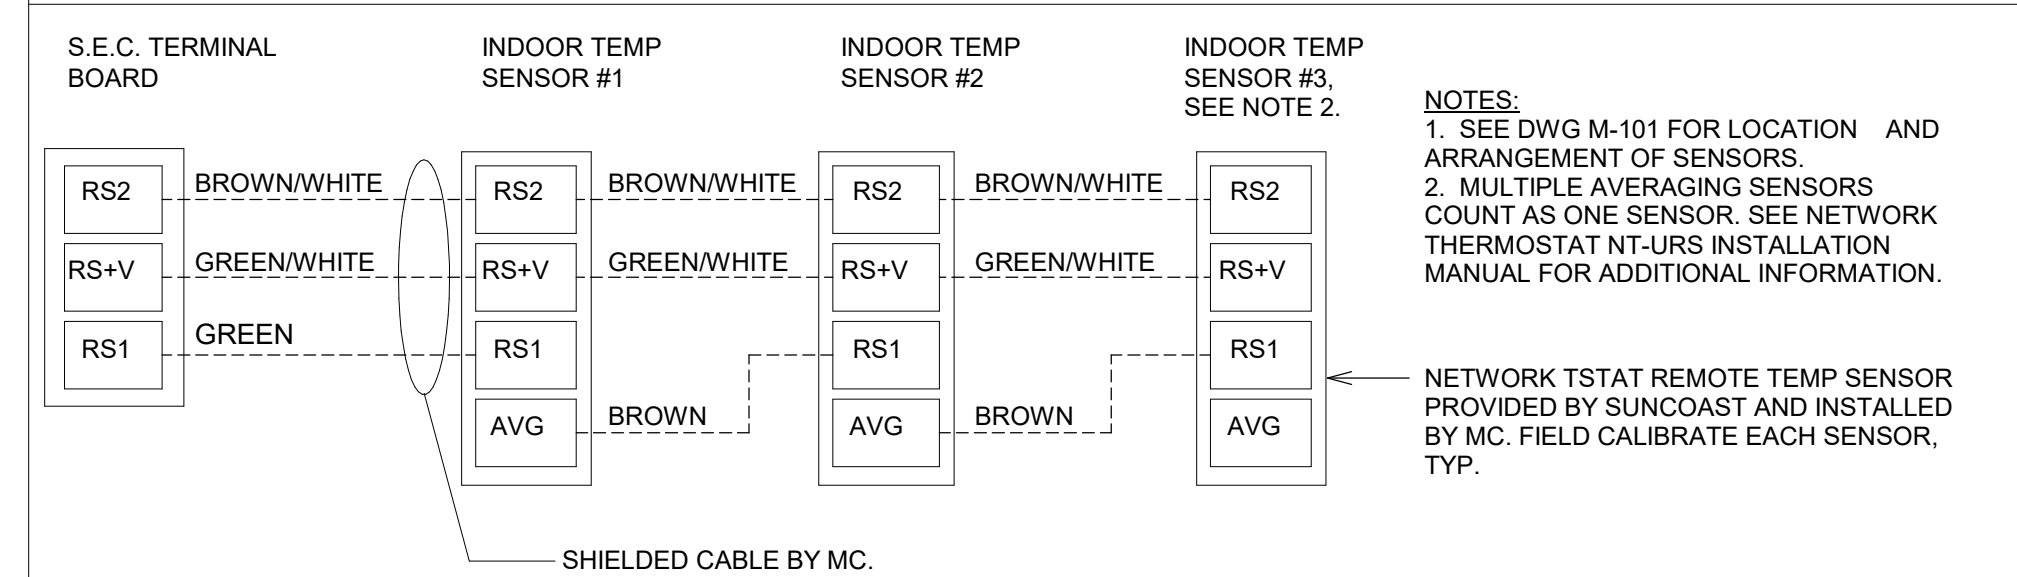 S.E.C. TERMINAL
BOARD
INDOOR TEMP
SENSOR #1
INDOOR TEMP
SENSOR #2
INDOOR TEMP
SENSOR #3,
SEE NOTE 2.
RS2
BROWN/WHITE
RS2
BROWN/WHITE
RS2
BROWN/WHITE
RS2
RS+V
GREEN/WHITE
RS+V
GREEN/WHITE
RS+V
GREEN/WHITE
RS+V
RS1
GREEN
RS1
RS1
RS1
AVG
BROWN
AVG
BROWN
AVG
SHIELDED CABLE BY MC.
NOTES:
1. SEE DWG M-101 FOR LOCATION AND
ARRANGEMENT OF SENSORS.
2. MULTIPLE AVERAGING SENSORS
COUNT AS ONE SENSOR. SEE NETWORK
THERMOSTAT NT-URS INSTALLATION
MANUAL FOR ADDITIONAL INFORMATION.
NETWORK TSTAT REMOTE TEMP SENSOR
PROVIDED BY SUNCOAST AND INSTALLED
BY MC. FIELD CALIBRATE EACH SENSOR,
TYP.